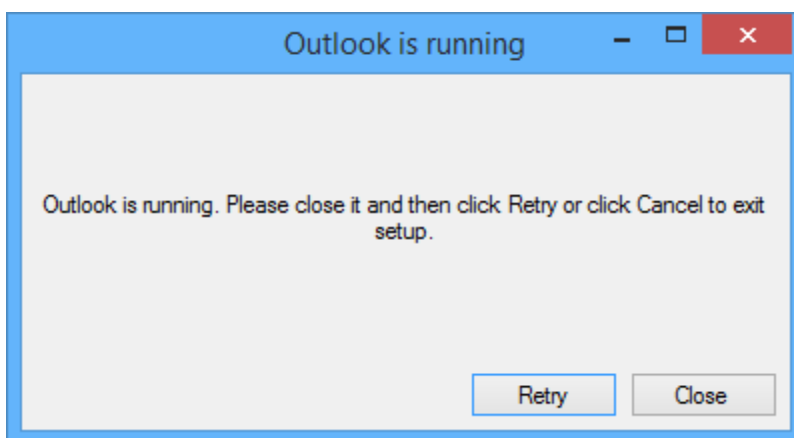 Outlook is running
Outlook is running. Please close it and then click Retry or click Cancel to exit
setup.
Retry
Close